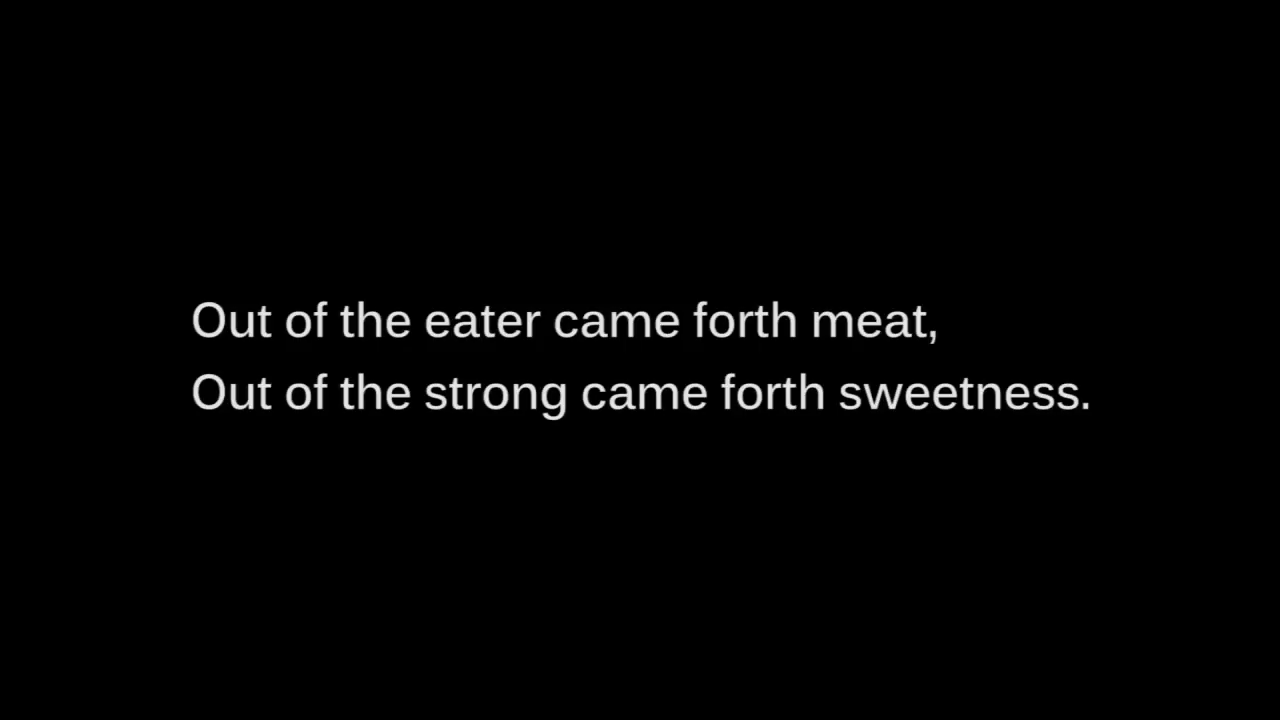 Out of the eater came forth meat,
Out of the strong came forth sweetness.